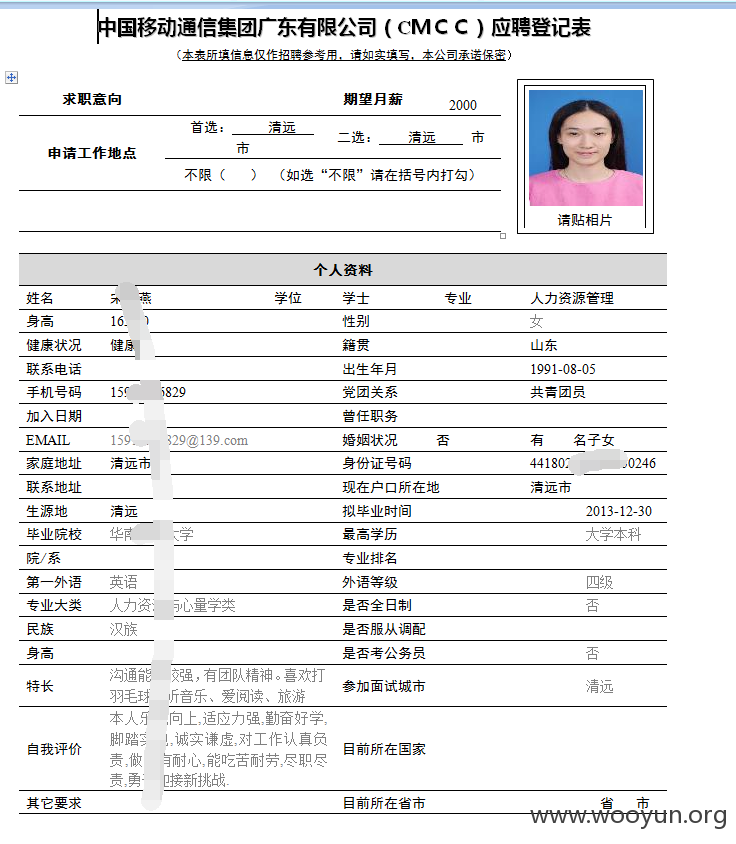 中国移动通信集团广东有限公司（CMCC）应聘登记表
（本表所填信息仅作招聘参考用，请如实填写，本公司承诺保密）
求职意向 期望月薪 2000
申请工作地点 首选： 清远 市 二选： 清远 市
不限（ ）（如选“不限”请在括号内打勾）
请贴相片
个人资料
姓名 燕 学位 学士 专业 人力资源管理
身高 性别 女
健康状况 健康 籍贯 山东
联系电话 出生年月 1991-08-05
手机号码 159 6829 党团关系 共青团员
加入日期 曾任职务
EMAIL 159 829@139.com 婚姻状况 否 有 名子女
家庭地址 清远市 身份证号码 44180 0246
联系地址 现在户口所在地 清远市
生源地 清远 拟毕业时间 2013-12-30
毕业院校 华南 大学 最高学历 大学本科
院/系 专业排名
第一外语 英语 外语等级 四级
专业大类 人力资 与心量学类 是否全日制 否
民族 汉族 是否服从调配
身高 是否考公务员 否
特长 沟通能 较强，有团队精神。喜欢打
羽毛球 听音乐、爱阅读、旅游 参加面试城市 清远
自我评价 本人乐 向上,适应力强,勤奋好学,
脚踏实 ,诚实谦虚,对工作认真负
责,做 有耐心,能吃苦耐劳,尽职尽
责,勇 迎接新挑战. 目前所在国家
其它要求 目前所在省市 省 市
www.wooyun.org